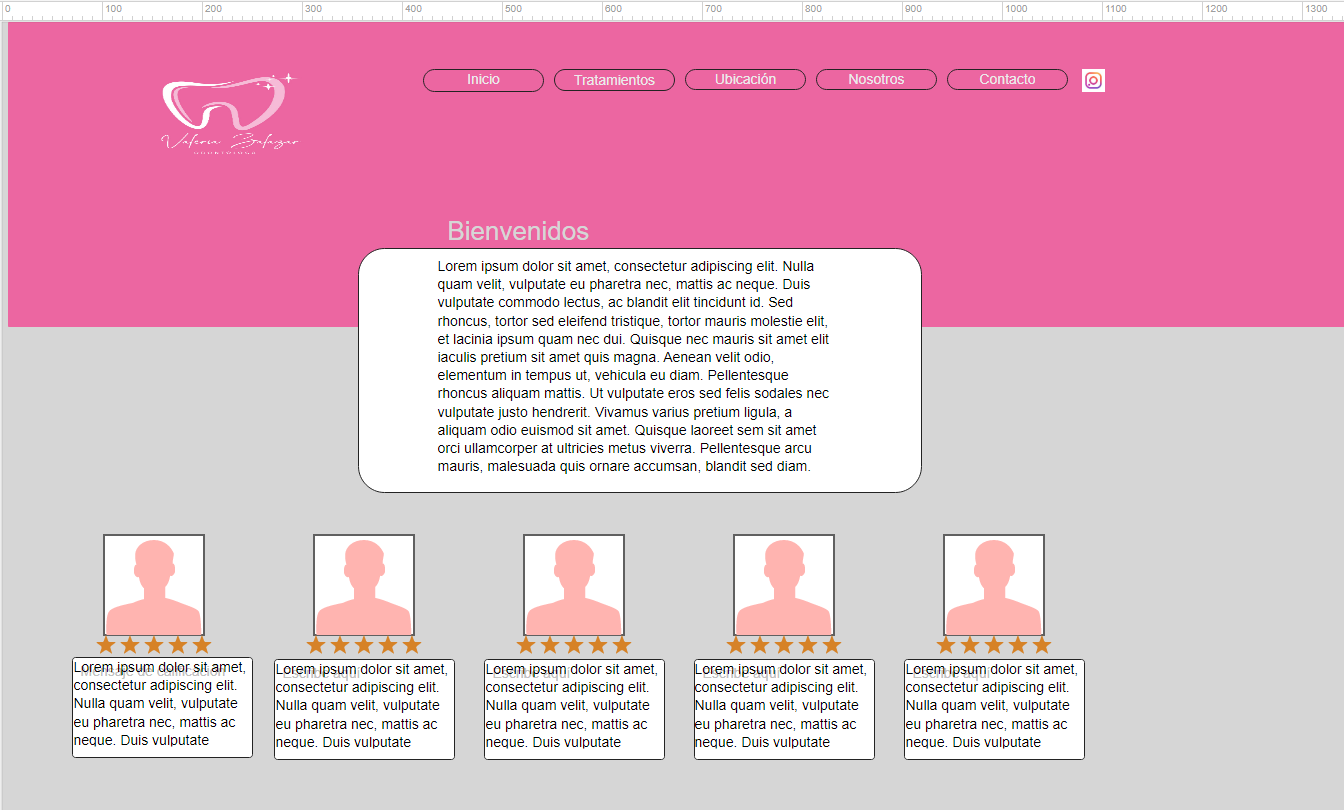 0 100 200 300 400 500 600 700 800 900 1000 1100 1200 1300
Inicio Tratamientos Ubicación Nosotros Contacto
Valeria Salazar
Bienvenidos
Lorem ipsum dolor sit amet, consectetur adipiscing elit. Nulla
quam velit, vulputate eu pharetra nec, mattis ac neque. Duis
vulputate commodo lectus, ac blandit elit tincidunt id. Sed
rhoncus, tortor sed eleifend tristique, tortor mauris molestie elit,
et lacinia ipsum quam nec dui. Quisque nec mauris sit amet elit
iaculis pretium sit amet quis magna. Aenean velit odio,
elementum in tempus ut, vehicula eu diam. Pellentesque
rhoncus aliquam mattis. Ut vulputate eros sed felis sodales nec
vulputate justo hendrerit. Vivamus varius pretium ligula, a
aliquam odio euismod sit amet. Quisque laoreet sem sit amet
orci ullamcorper at ultricies metus viverra. Pellentesque arcu
mauris, malesuada quis ornare accumsan, blandit sed diam.
Lorem ipsum dolor sit amet,
Mensaje de calificación
consectetur adipiscing elit.
Nulla quam velit, vulputate
eu pharetra nec, mattis ac
neque. Duis vulputate
Lorem ipsum dolor sit amet,
Escribe aquí
consectetur adipiscing elit.
Nulla quam velit, vulputate
eu pharetra nec, mattis ac
neque. Duis vulputate
Lorem ipsum dolor sit amet,
Escribe aquí
consectetur adipiscing elit.
Nulla quam velit, vulputate
eu pharetra nec, mattis ac
neque. Duis vulputate
Lorem ipsum dolor sit amet,
Escribe aquí
consectetur adipiscing elit.
Nulla quam velit, vulputate
eu pharetra nec, mattis ac
neque. Duis vulputate
Lorem ipsum dolor sit amet,
Escribe aquí
consectetur adipiscing elit.
Nulla quam velit, vulputate
eu pharetra nec, mattis ac
neque. Duis vulputate